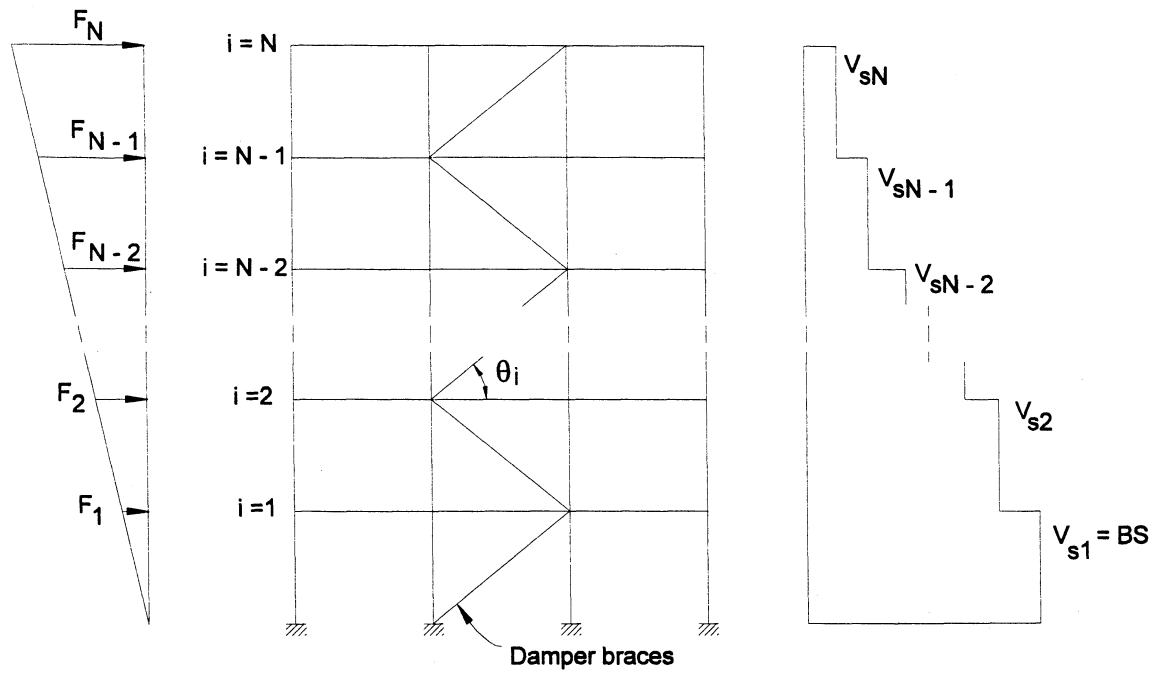 F_N
i = N
V_sN
F_N - 1
i = N - 1
V_sN - 1
F_N - 2
i = N - 2
V_sN - 2
θi
F_2
i =2
V_s2
F_1
i =1
V_s1 = BS
Damper braces